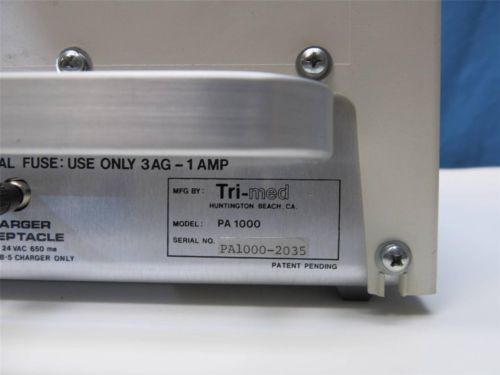 AL FUSE: USE ONLY 3AG-1 AMP
MFG BY: Tri-med
HUNTINGTON BEACH, CA.
MODEL: PA 1000
SERIAL NO. PA1000-2035
PATENT PENDING
ARGER
EPTACLE
24 VAC 650 ma
B-5 CHARGER ONLY